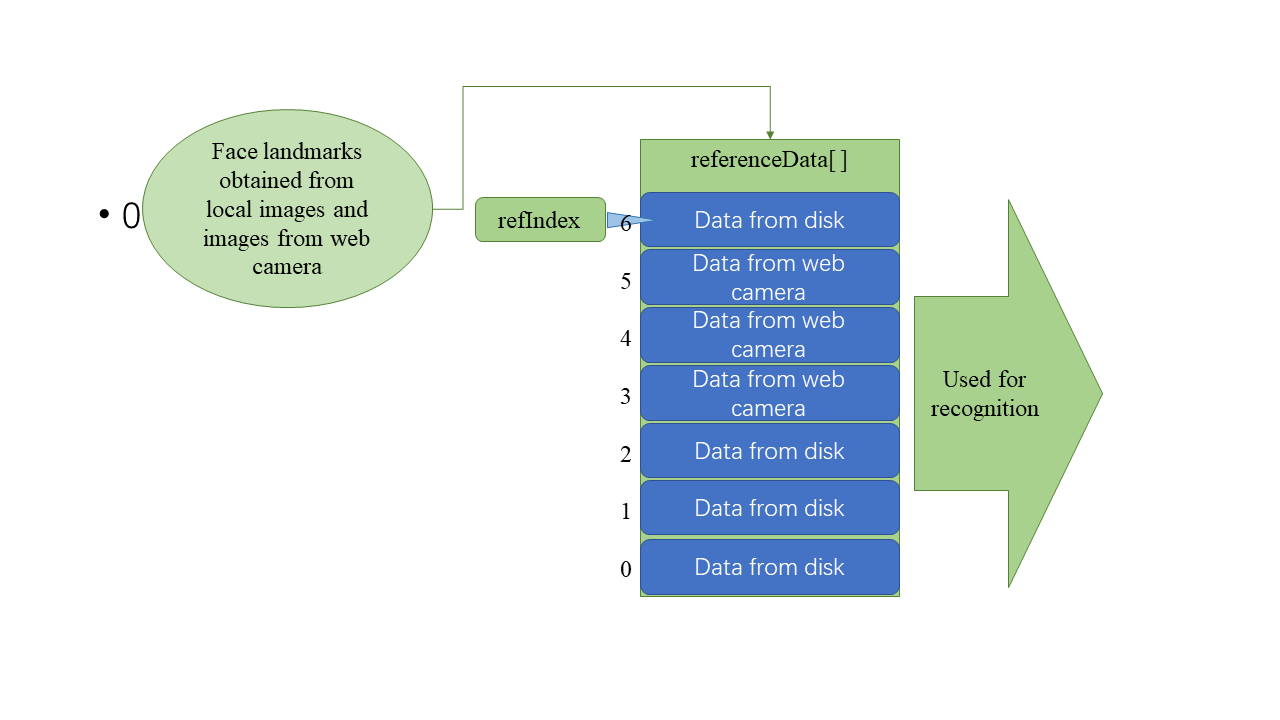 • 0
Face landmarks
obtained from
local images and
images from web
camera
referenceData[ ]
refIndex
6
Data from disk
5
Data from web
camera
4
Data from web
camera
3
Data from web
camera
2
Data from disk
1
Data from disk
0
Data from disk
Used for
recognition